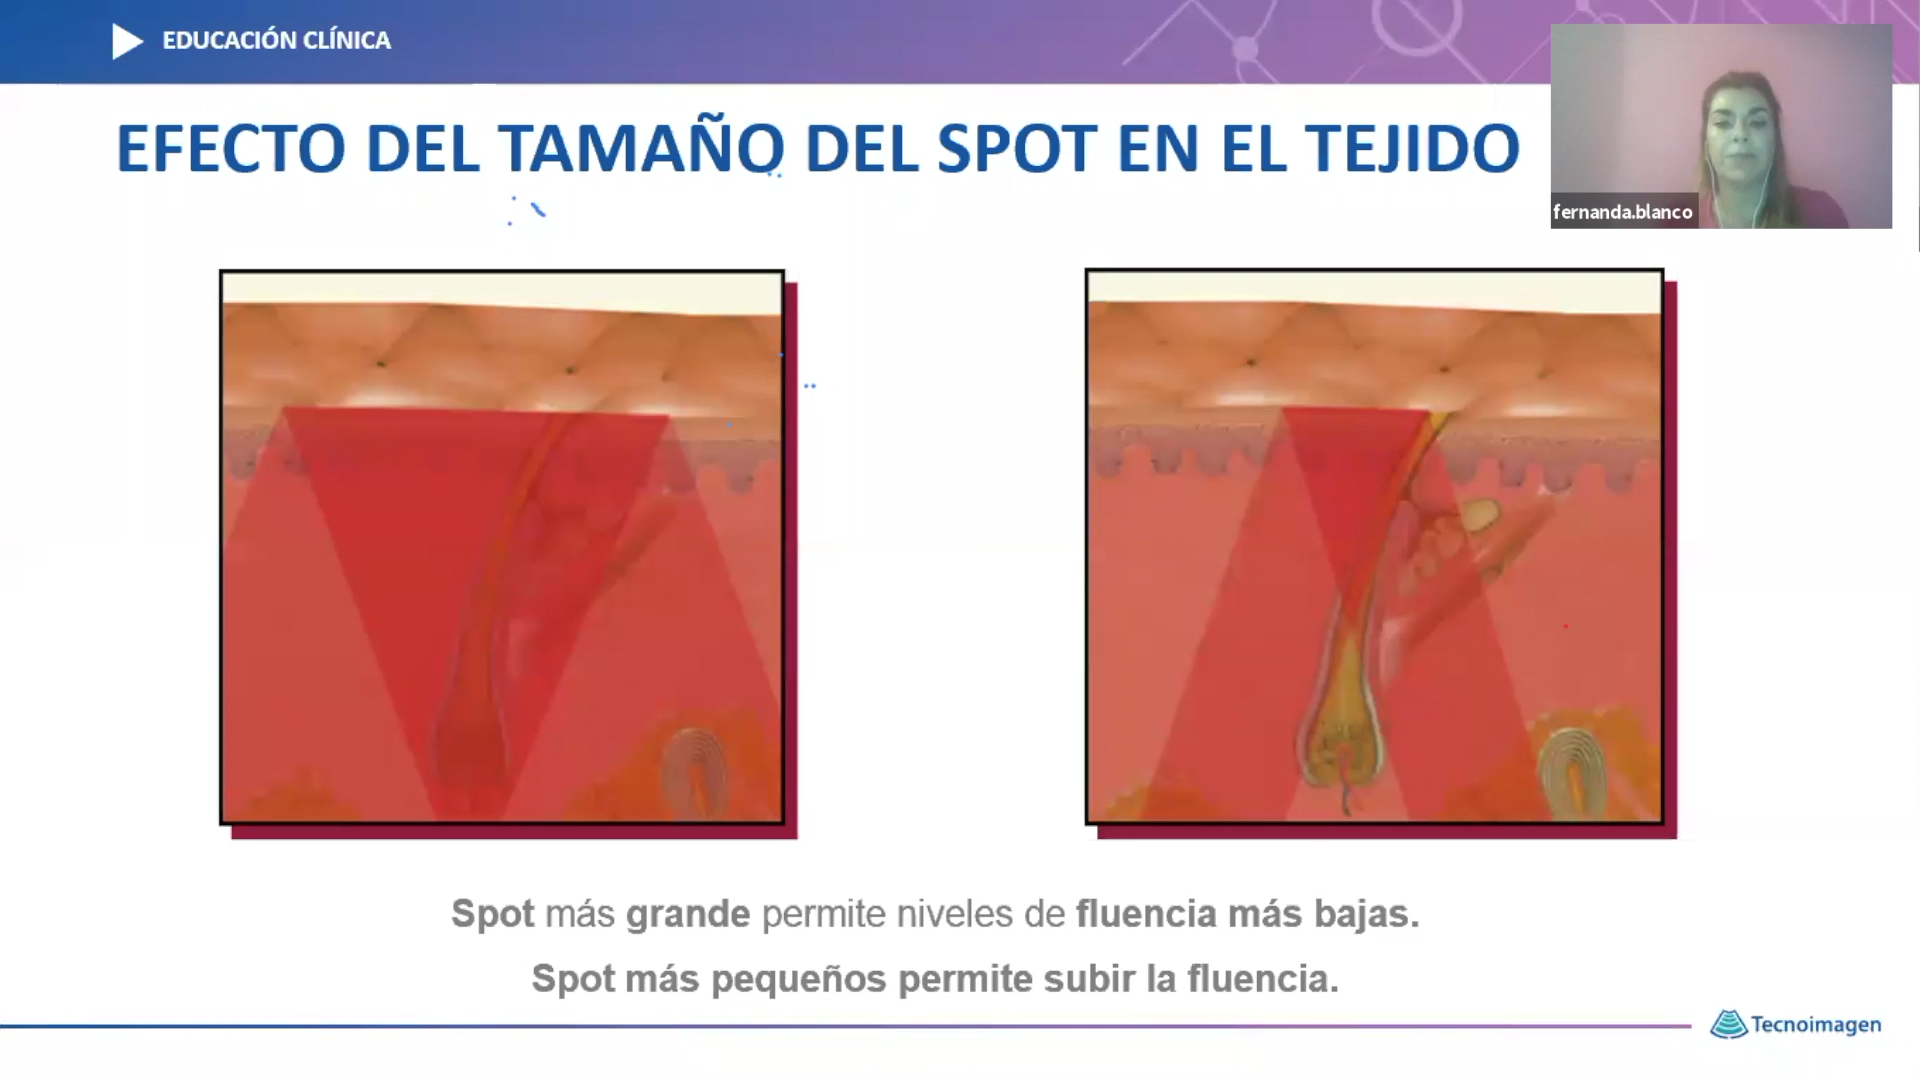 EDUCACIÓN CLÍNICA
EFECTO DEL TAMAÑO DEL SPOT EN EL TEJIDO
fernanda.blanco
Spot más grande permite niveles de fluencia más bajas.
Spot más pequeños permite subir la fluencia.
Tecnoimagen